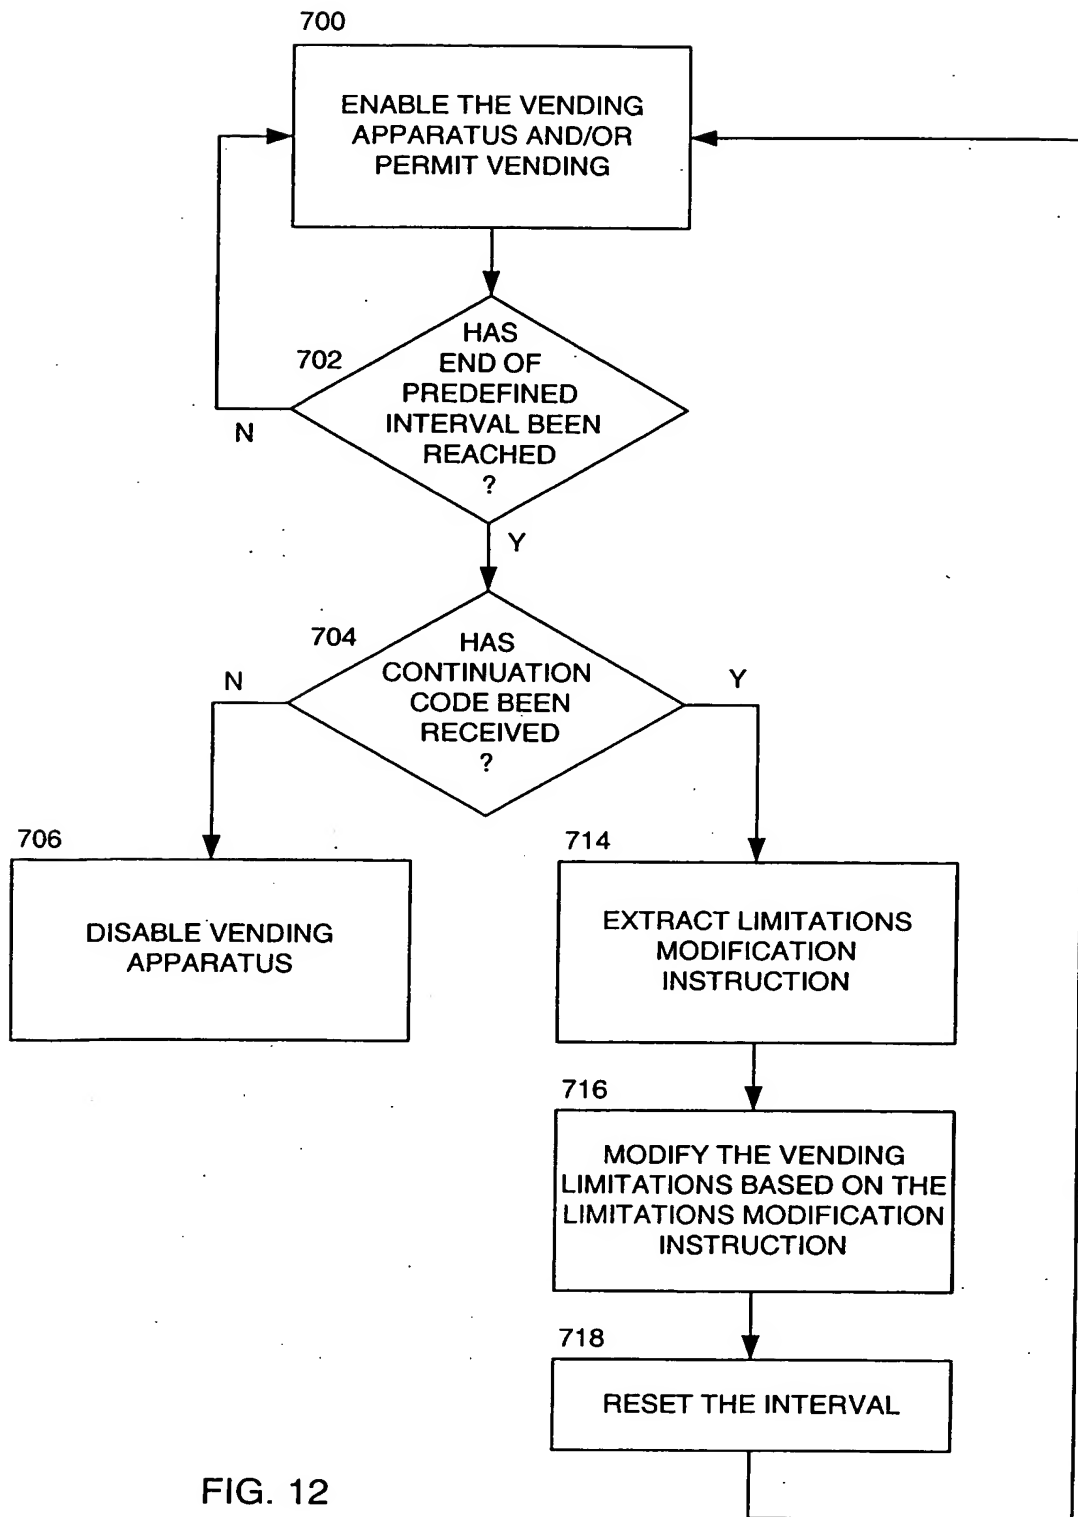 700
ENABLE THE VENDING
APPARATUS AND/OR
PERMIT VENDING
702
HAS
END OF
PREDEFINED
INTERVAL BEEN
REACHED
?
N
Y
704
HAS
CONTINUATION
CODE BEEN
RECEIVED
?
N
Y
706
DISABLE VENDING
APPARATUS
714
EXTRACT LIMITATIONS
MODIFICATION
INSTRUCTION
716
MODIFY THE VENDING
LIMITATIONS BASED ON THE
LIMITATIONS MODIFICATION
INSTRUCTION
718
RESET THE INTERVAL
FIG. 12